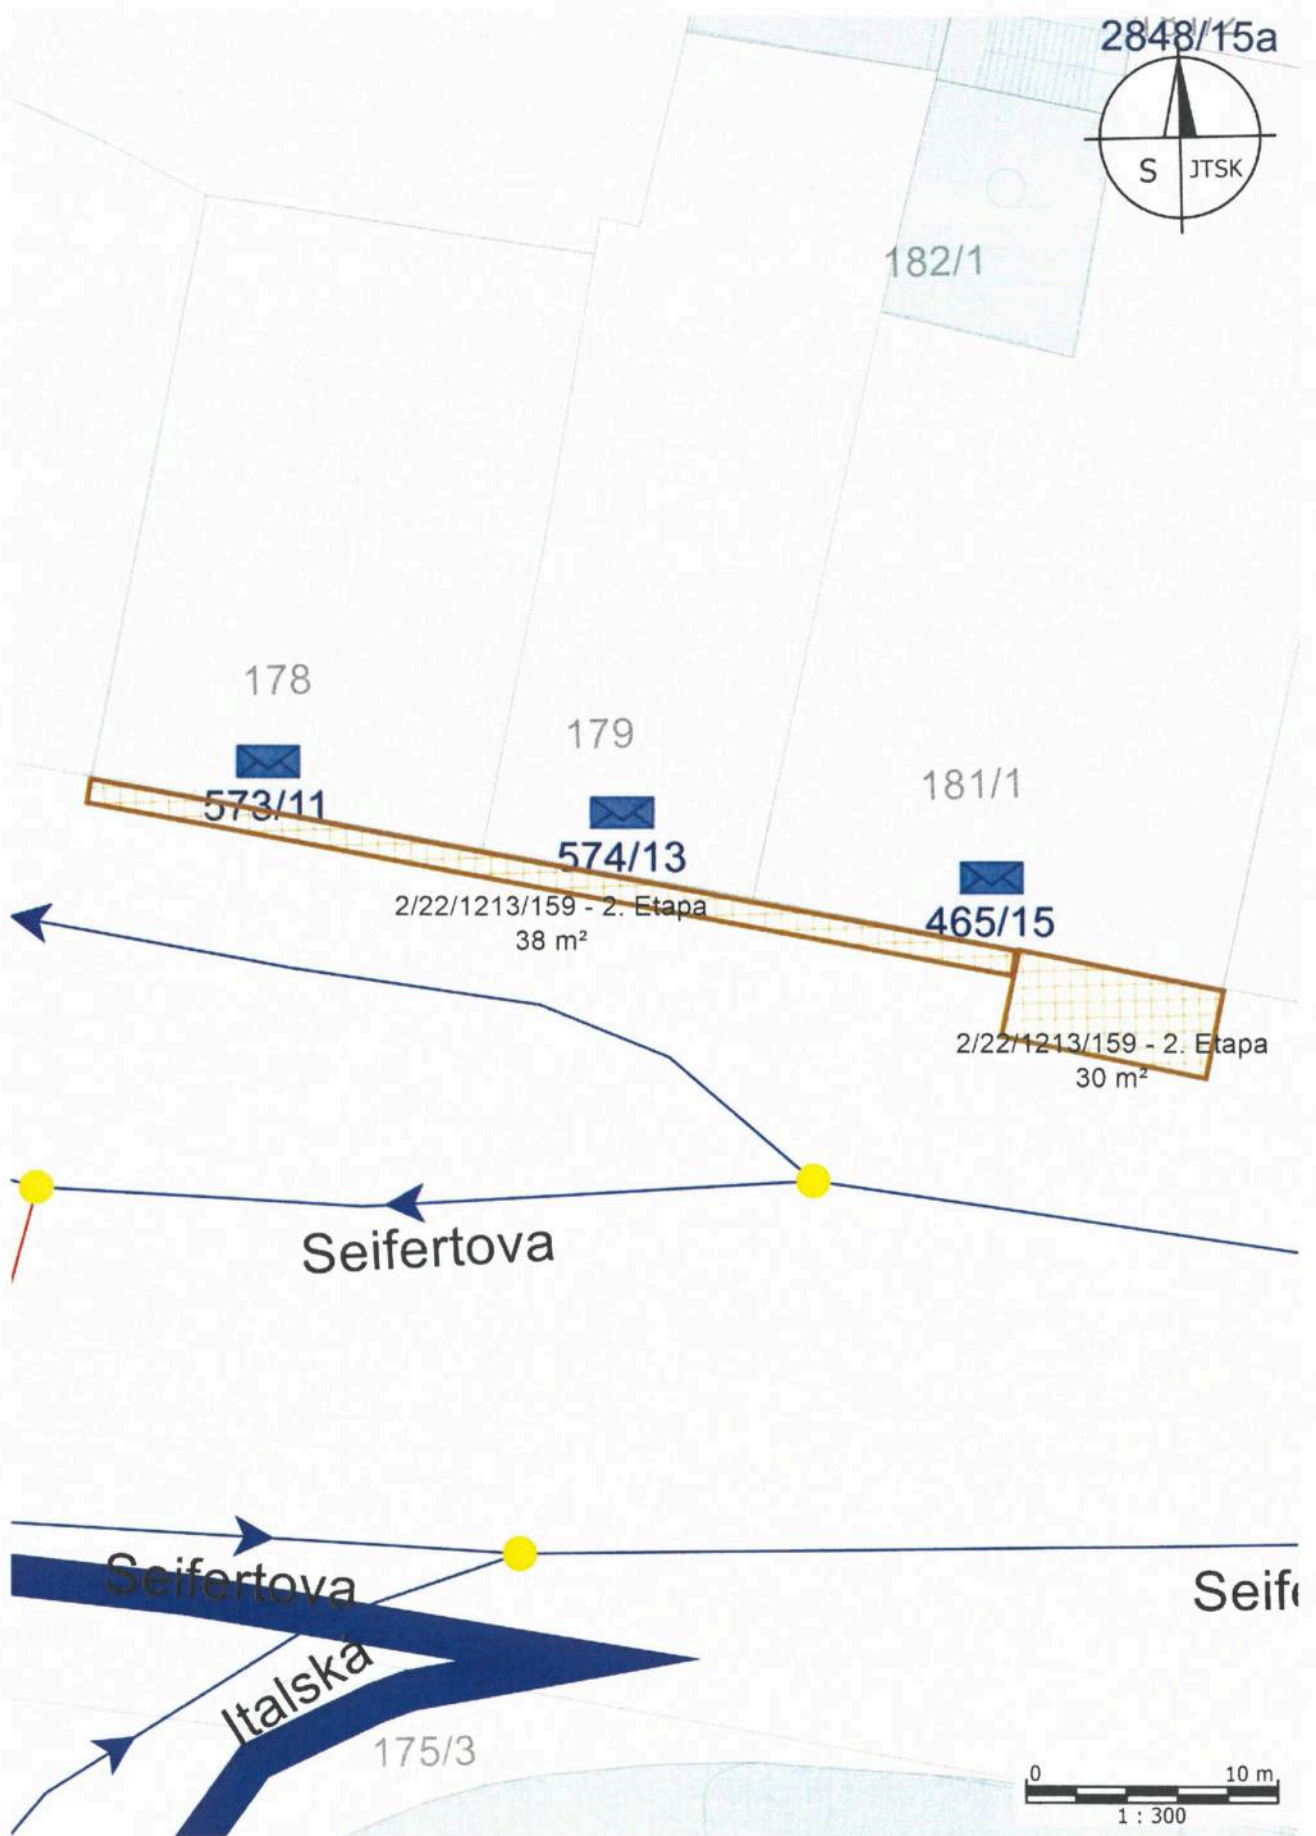 2848/15a
S JTSK
182/1
178
179
181/1
573/11
574/13
465/15
2/22/1213/159 - 2. Etapa
38 m²
2/22/1213/159 - 2. Etapa
30 m²
Seifertova
Seifertova
Seife
Italská
175/3
0 10 m
1 : 300